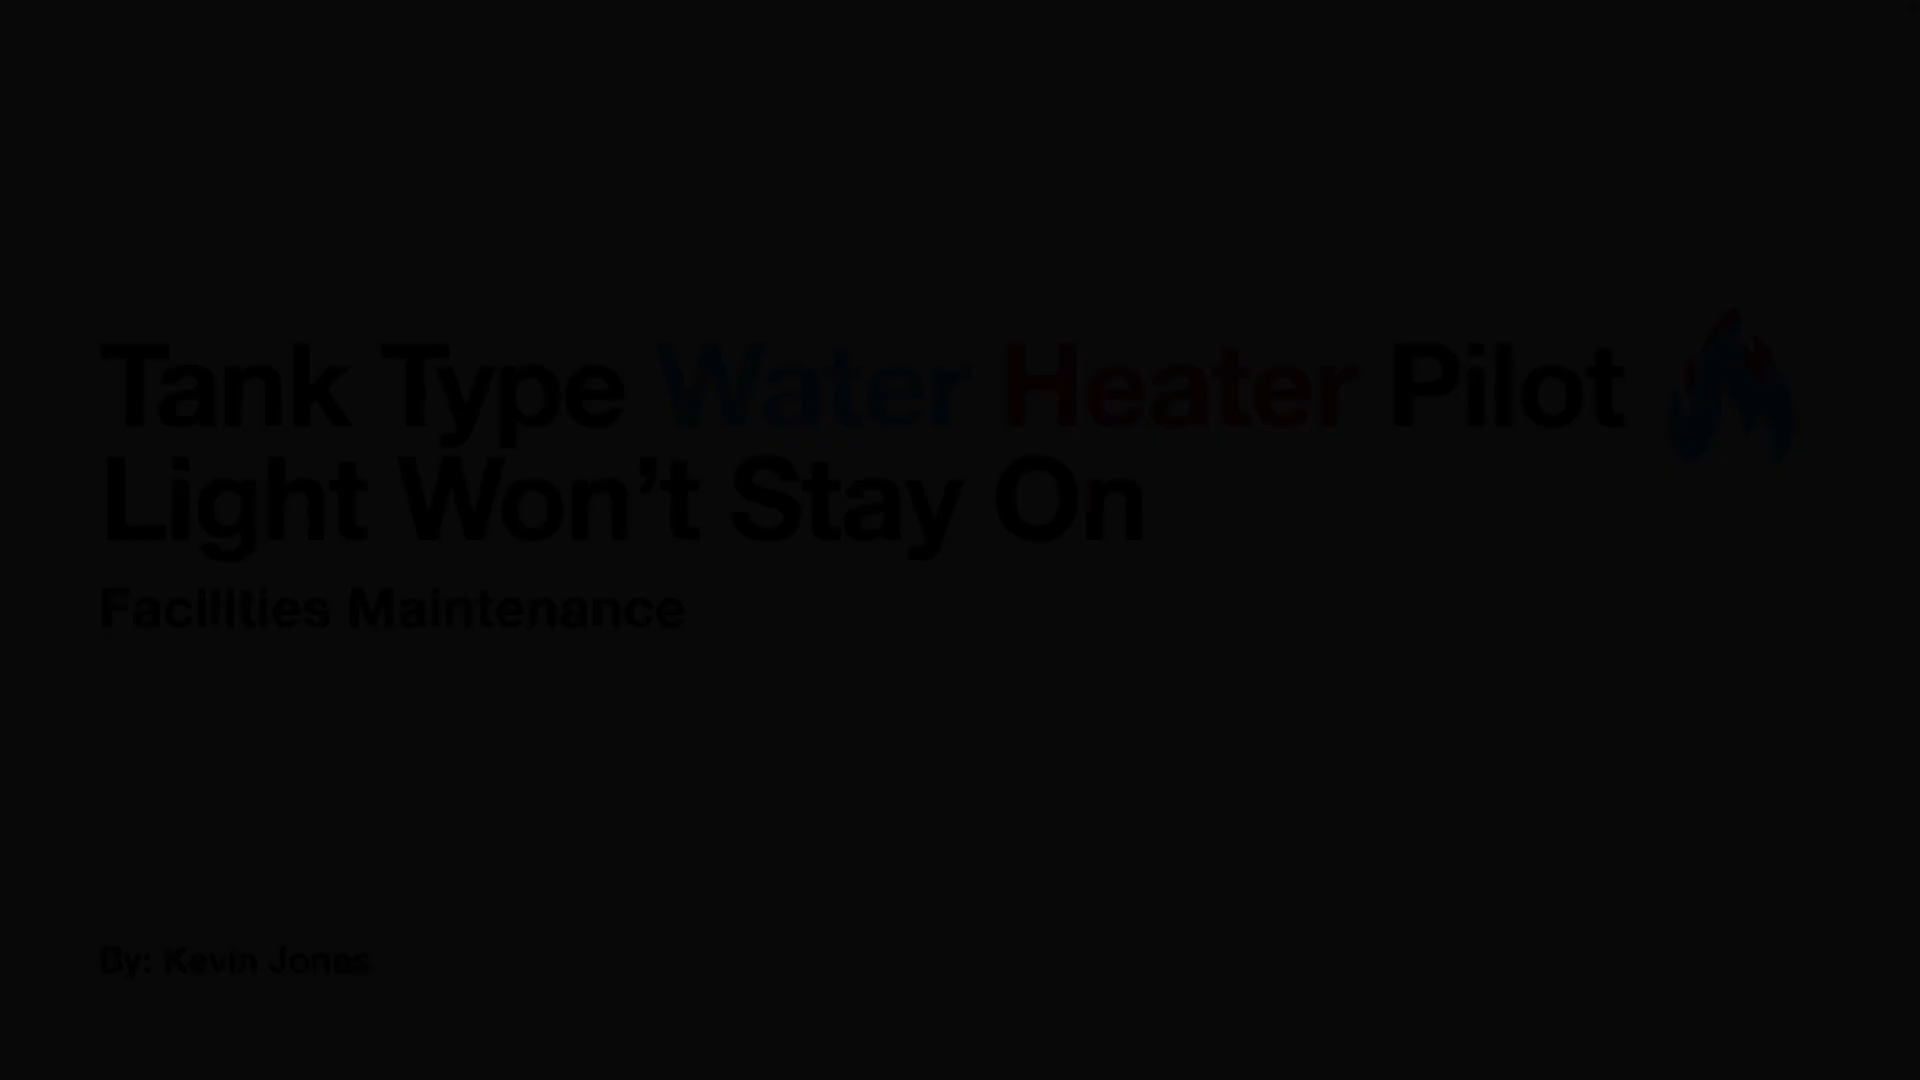 Tank Type Water Heater Pilot
Light Won’t Stay On
Facilities Maintenance
By: Kevin Jones